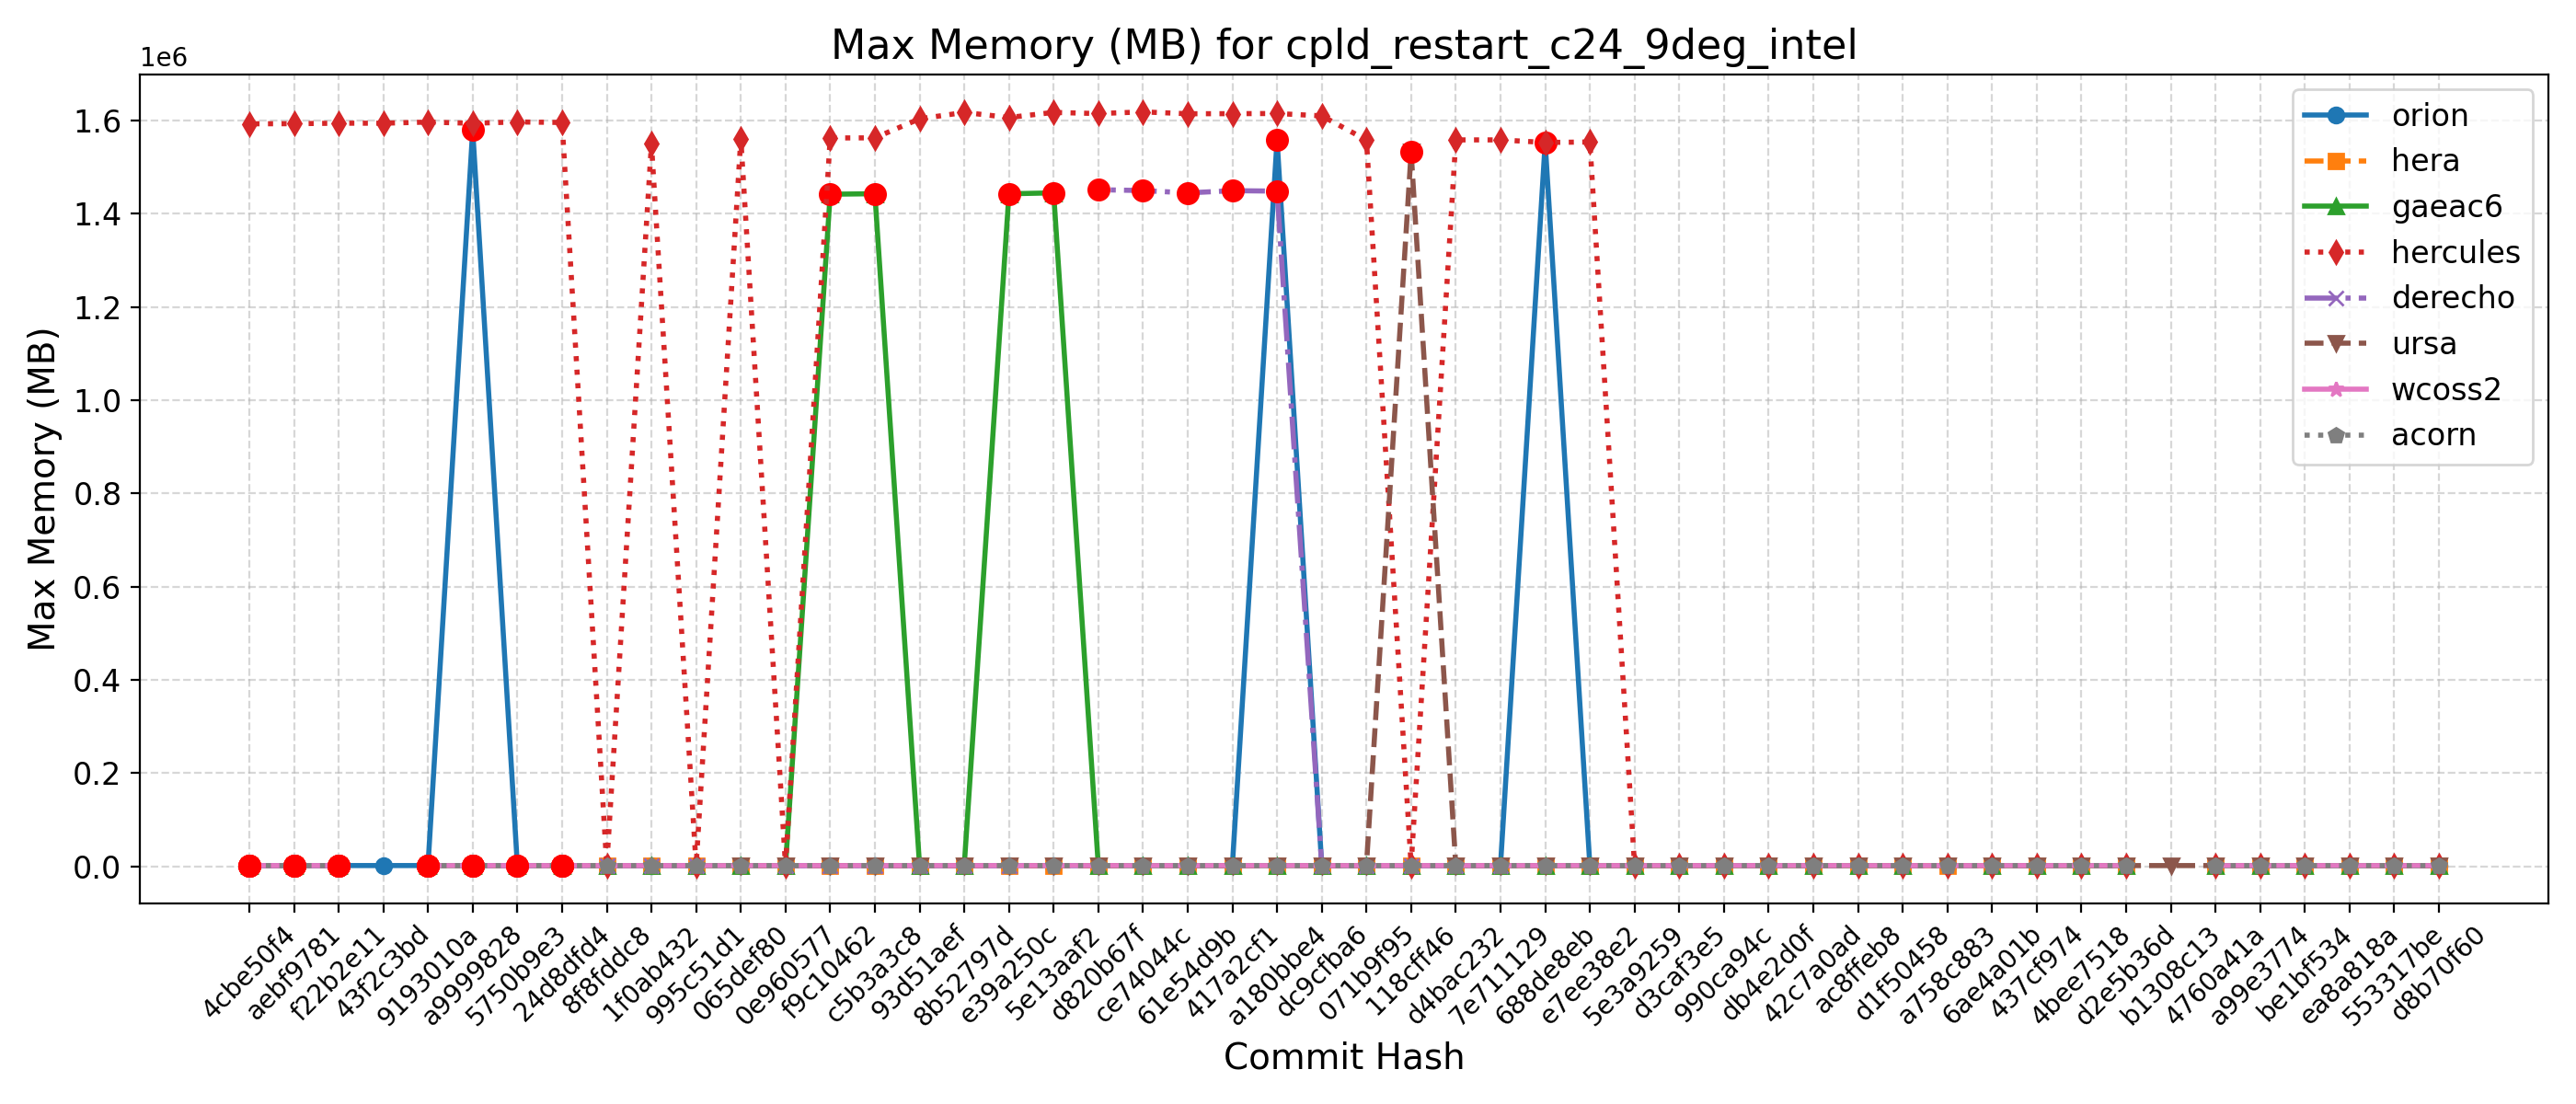 Max Memory (MB) for cpld_restart_c24_9deg_intel
1e6
1.6
1.4
1.2
1.0
0.8
0.6
0.4
0.2
0.0
Max Memory (MB)
orion
hera
gaeac6
hercules
derecho
ursa
wcoss2
acorn
4cbe50f4
aebf9781
f22b2e11
43f2c3bd
9193010a
a9999828
5750b9e3
24d8dfd4
8f8fddc8
1f0ab432
995c51d1
065def80
0e960577
f9c10462
c5b3a3c8
93d51aef
8b52797d
e39a250c
5e13aaf2
d820b67f
ce74044c
61e54d9b
417a2cf1
a180bbe4
dc9cfba6
071b9f95
118cff46
d4bac232
7e711129
688de8eb
e7ee38e2
5e3a9259
d3caf3e5
990ca94c
db4e2d0f
42c7a0ad
ac8ffeb8
d1f50458
a758c883
6ae4a01b
437cf974
4bee7518
d2e5b36d
b1308c13
4760a41a
a99e3774
be1bf534
ea8a818a
553317be
d8b70f60
Commit Hash